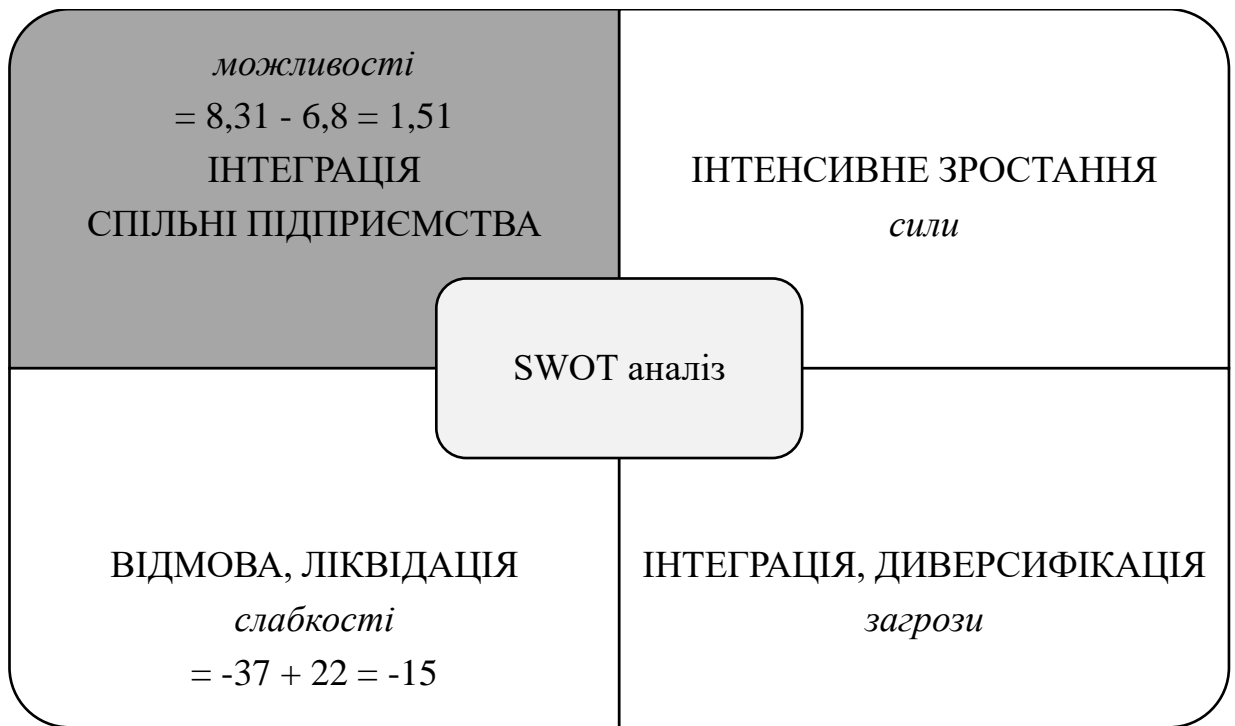 можливості
= 8,31 - 6,8 = 1,51
ІНТЕГРАЦІЯ
СПІЛЬНІ ПІДПРИЄМСТВА
ІНТЕНСИВНЕ ЗРОСТАННЯ
сили
SWOT аналіз
ВІДМОВА, ЛІКВІДАЦІЯ
слабкості
= -37 + 22 = -15
ІНТЕГРАЦІЯ, ДИВЕРСИФІКАЦІЯ
загрози